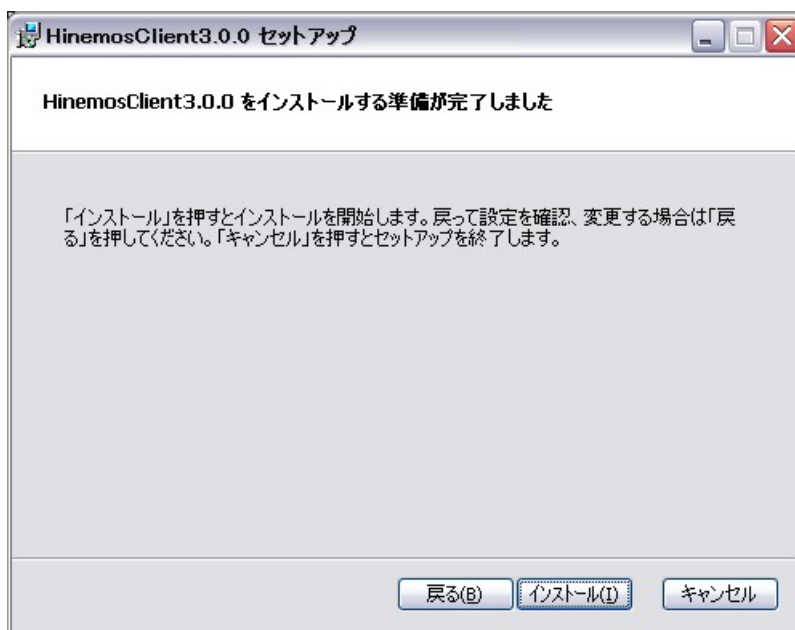 HinemosClient3.0.0 セットアップ
HinemosClient3.0.0 をインストールする準備が完了しました
「インストール」を押すとインストールを開始します。戻って設定を確認、変更する場合は「戻
る」を押してください。「キャンセル」を押すとセットアップを終了します。
戻る(B) インストール(I) キャンセル